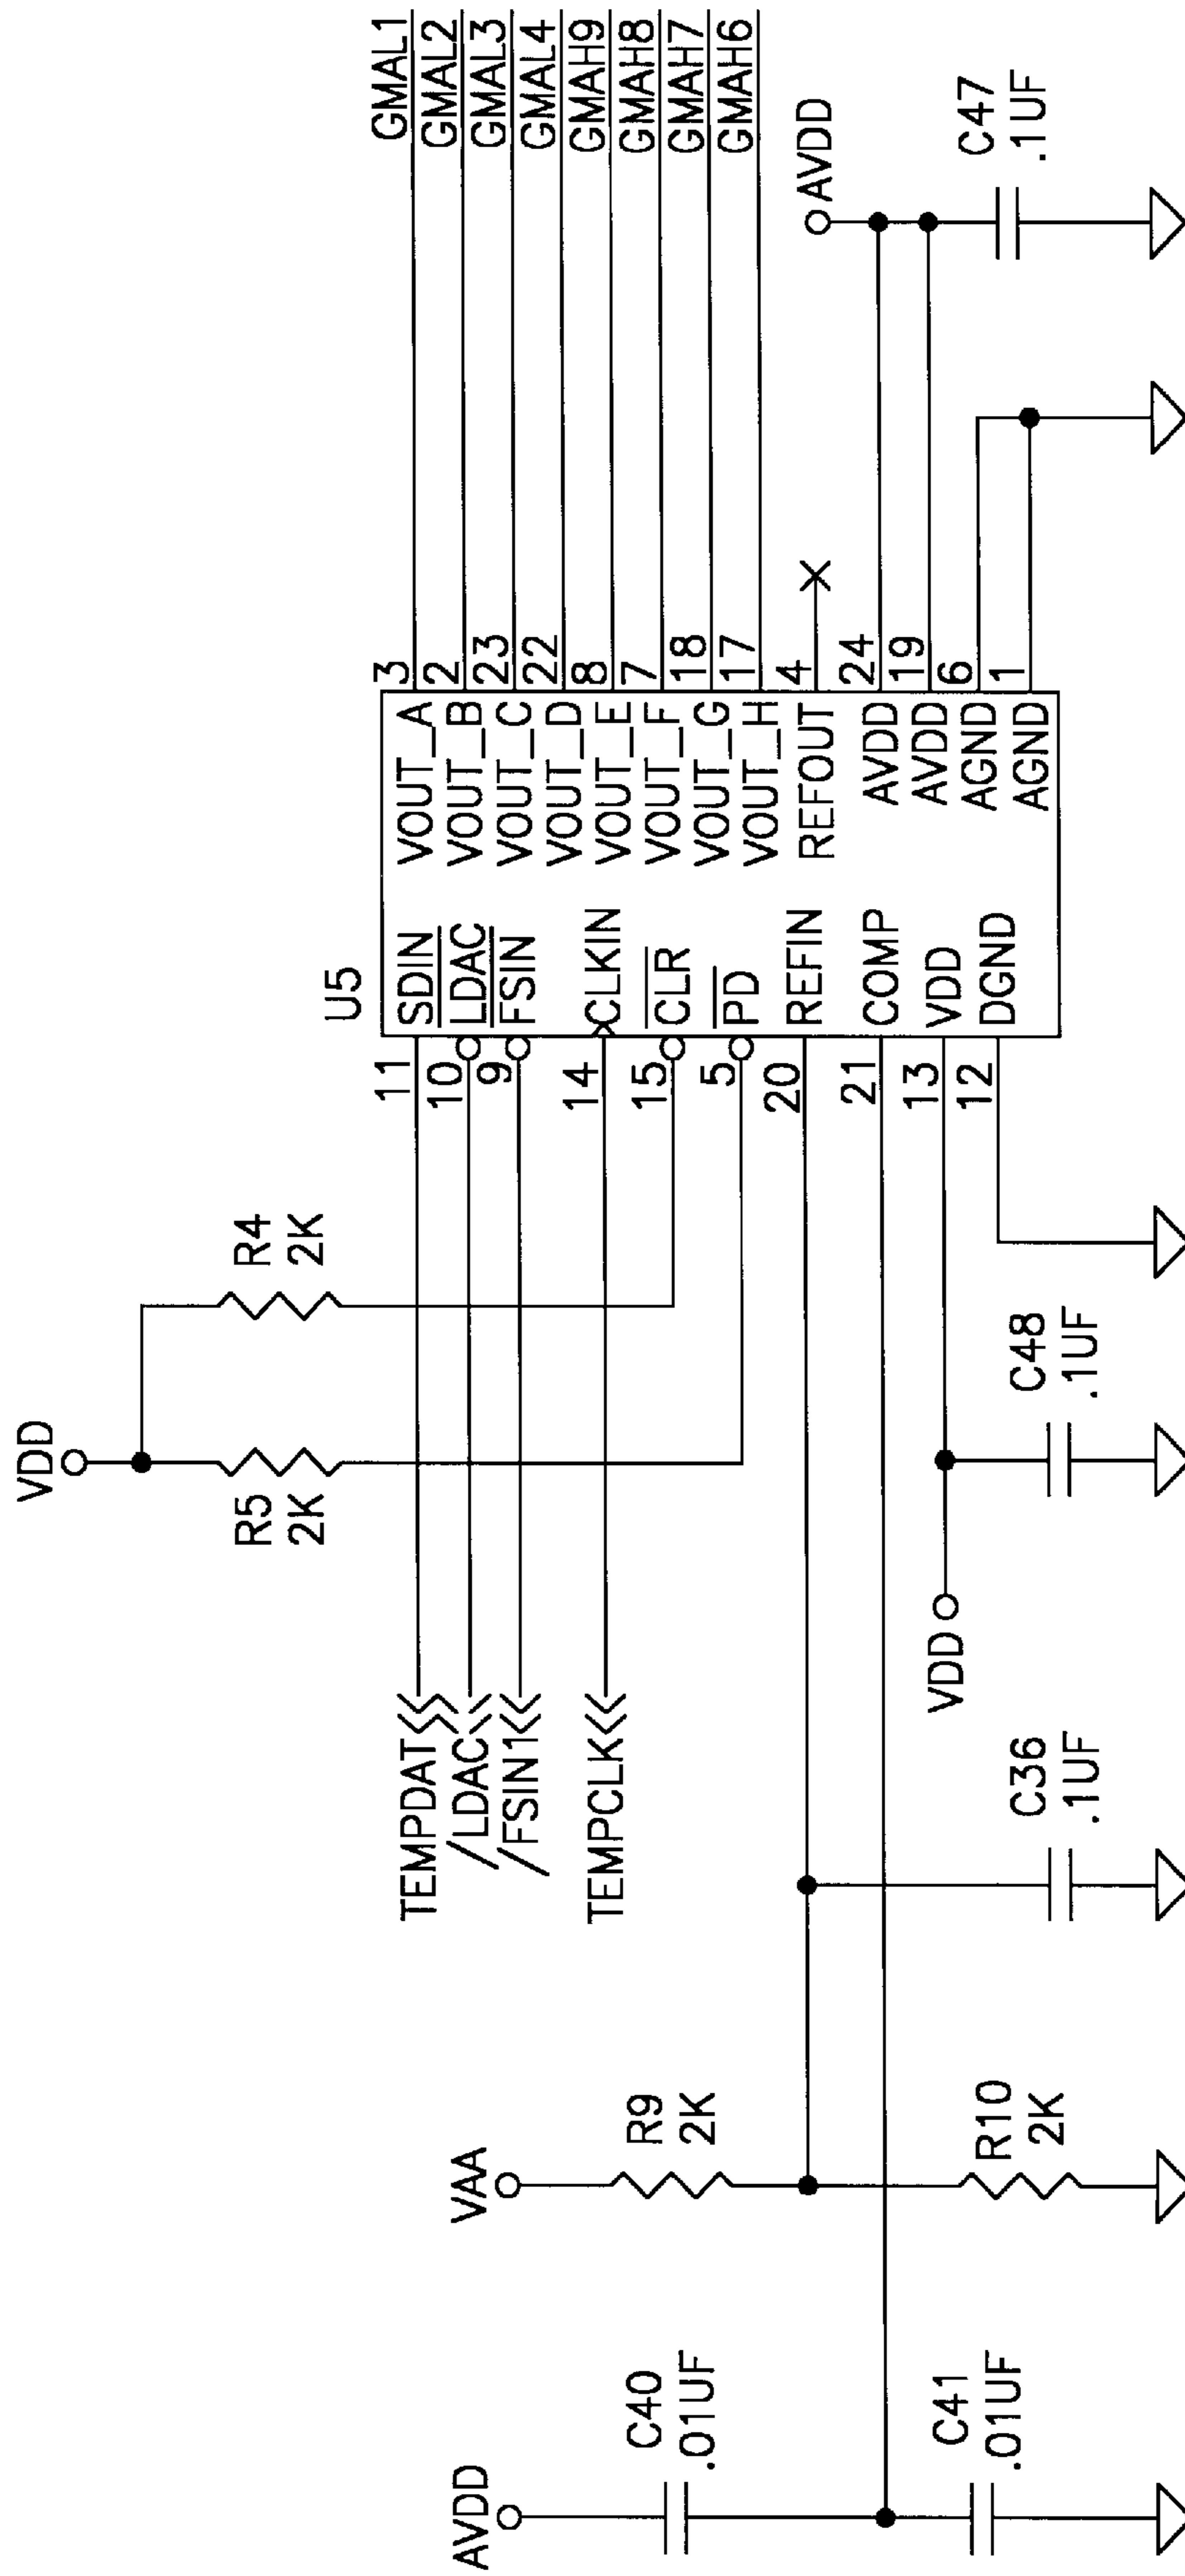 VDD
R5
2K
R4
2K
U5
TEMPDAT
/LDAC
/FSIN1
TEMPCLK
11
10
9
14
15
5
20
21
13
12
SDIN
LDAC
FSIN
CLKIN
CLR
PD
REFIN
COMP
VDD
DGND
VOUT_A
VOUT_B
VOUT_C
VOUT_D
VOUT_E
VOUT_F
VOUT_G
VOUT_H
REFOUT
AVDD
AVDD
AGND
AGND
3
2
23
22
8
7
18
17
4
24
19
6
1
GMAL1
GMAL2
GMAL3
GMAL4
GMAH9
GMAH8
GMAH7
GMAH6
AVDD
C47
.1UF
AVDD
C40
.01UF
C41
.01UF
VAA
R9
2K
R10
2K
C36
.1UF
VDD
C48
.1UF